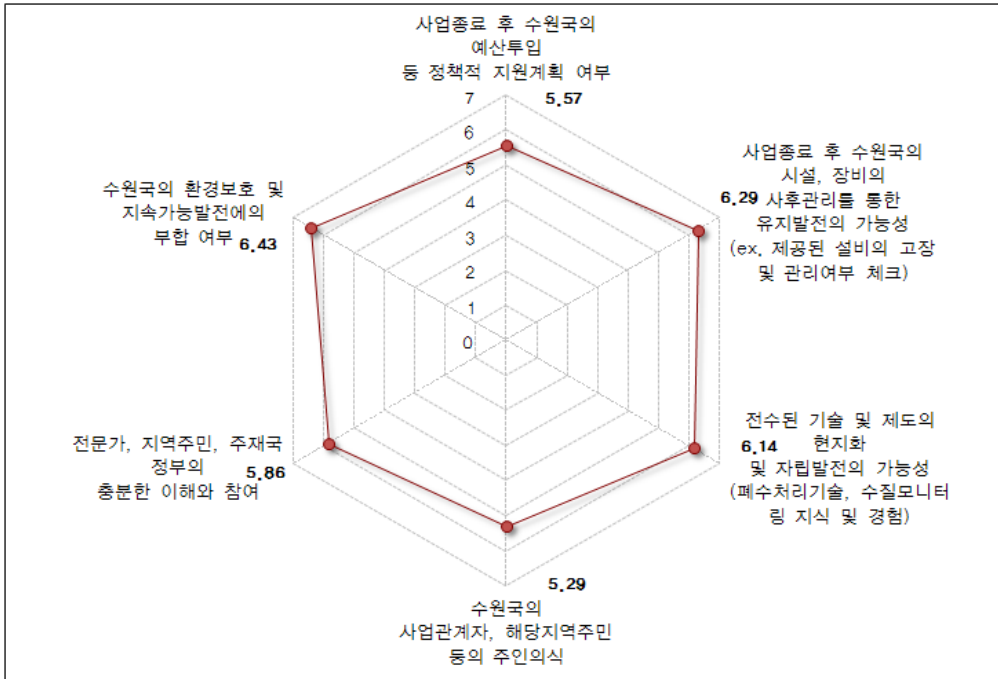 사업종료 후 수원국의
예산투입
등 정책적 지원계획 여부
5.57
7
6
5
4
3
2
1
0
사업종료 후 수원국의
시설, 장비의
6.29 사후관리를 통한
유지발전의 가능성
(ex. 제공된 설비의 고장
및 관리여부 체크)
전수된 기술 및 제도의
6.14 현지화
및 자립발전의 가능성
(폐수처리기술, 수질모니터
링 지식 및 경험)
5.29
수원국의
사업관계자, 해당지역주민
등의 주인의식
전문가, 지역주민, 주재국
정부의 5.86
충분한 이해와 참여
수원국의 환경보호 및
지속가능발전에의
부합 여부 6.43